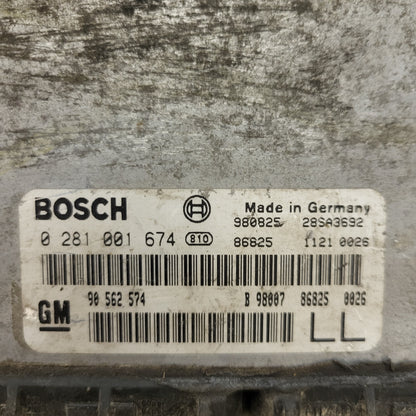 BOSCH Made in Germany
980825 28SA3692
0 281 001 674 810 86825 1121 0026
GM 90 562 574 B 98007 86825 0026
LL